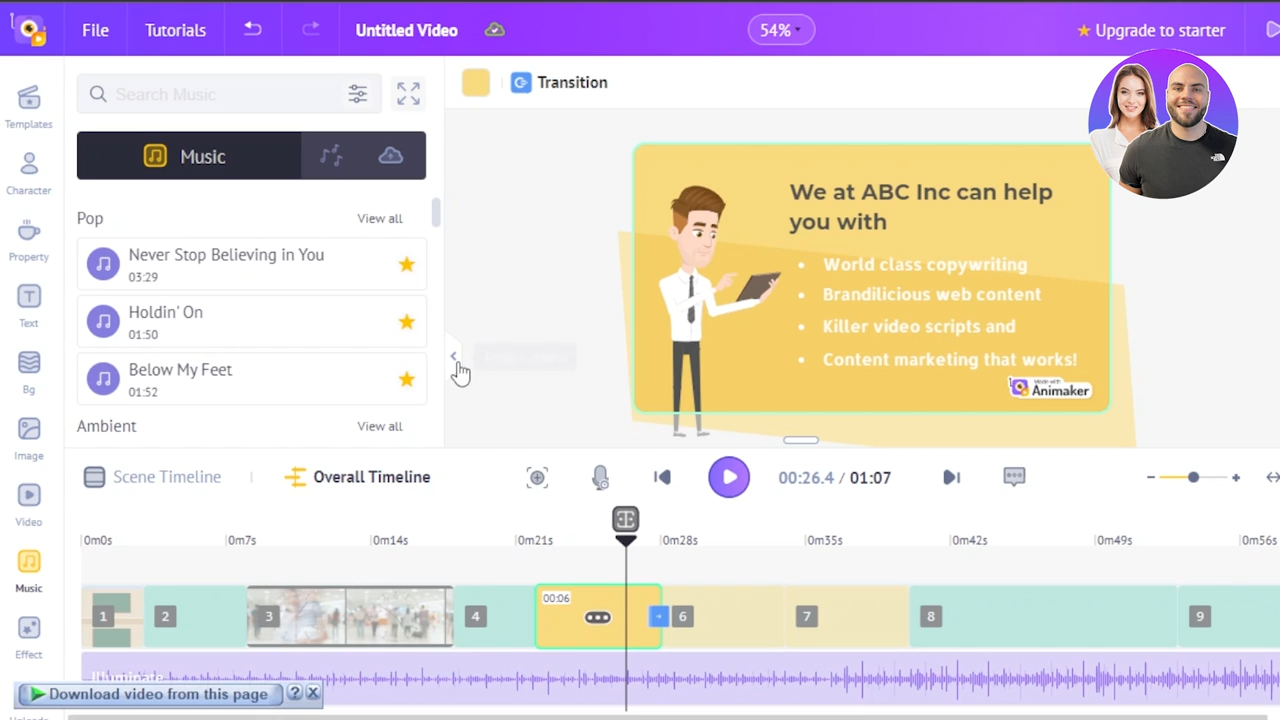 File
Tutorials
Untitled Video
54%
Upgrade to starter
Templates
Character
Property
Text
Bg
Image
Video
Music
Effect
Search Music
Music
Pop
View all
Never Stop Believing in You
03:29
Holdin' On
01:50
Below My Feet
01:52
Ambient
View all
Transition
We at ABC Inc can help
you with
• World class copywriting
• Brandilicious web content
• Killer video scripts and
• Content marketing that works!
Made with
Animaker
Scene Timeline
Overall Timeline
00:26.4 / 01:07
0m0s
0m7s
0m14s
0m21s
0m28s
0m35s
0m42s
0m49s
0m56s
1
2
3
4
00:06
6
7
8
9
Illuminate
Download video from this page
? X